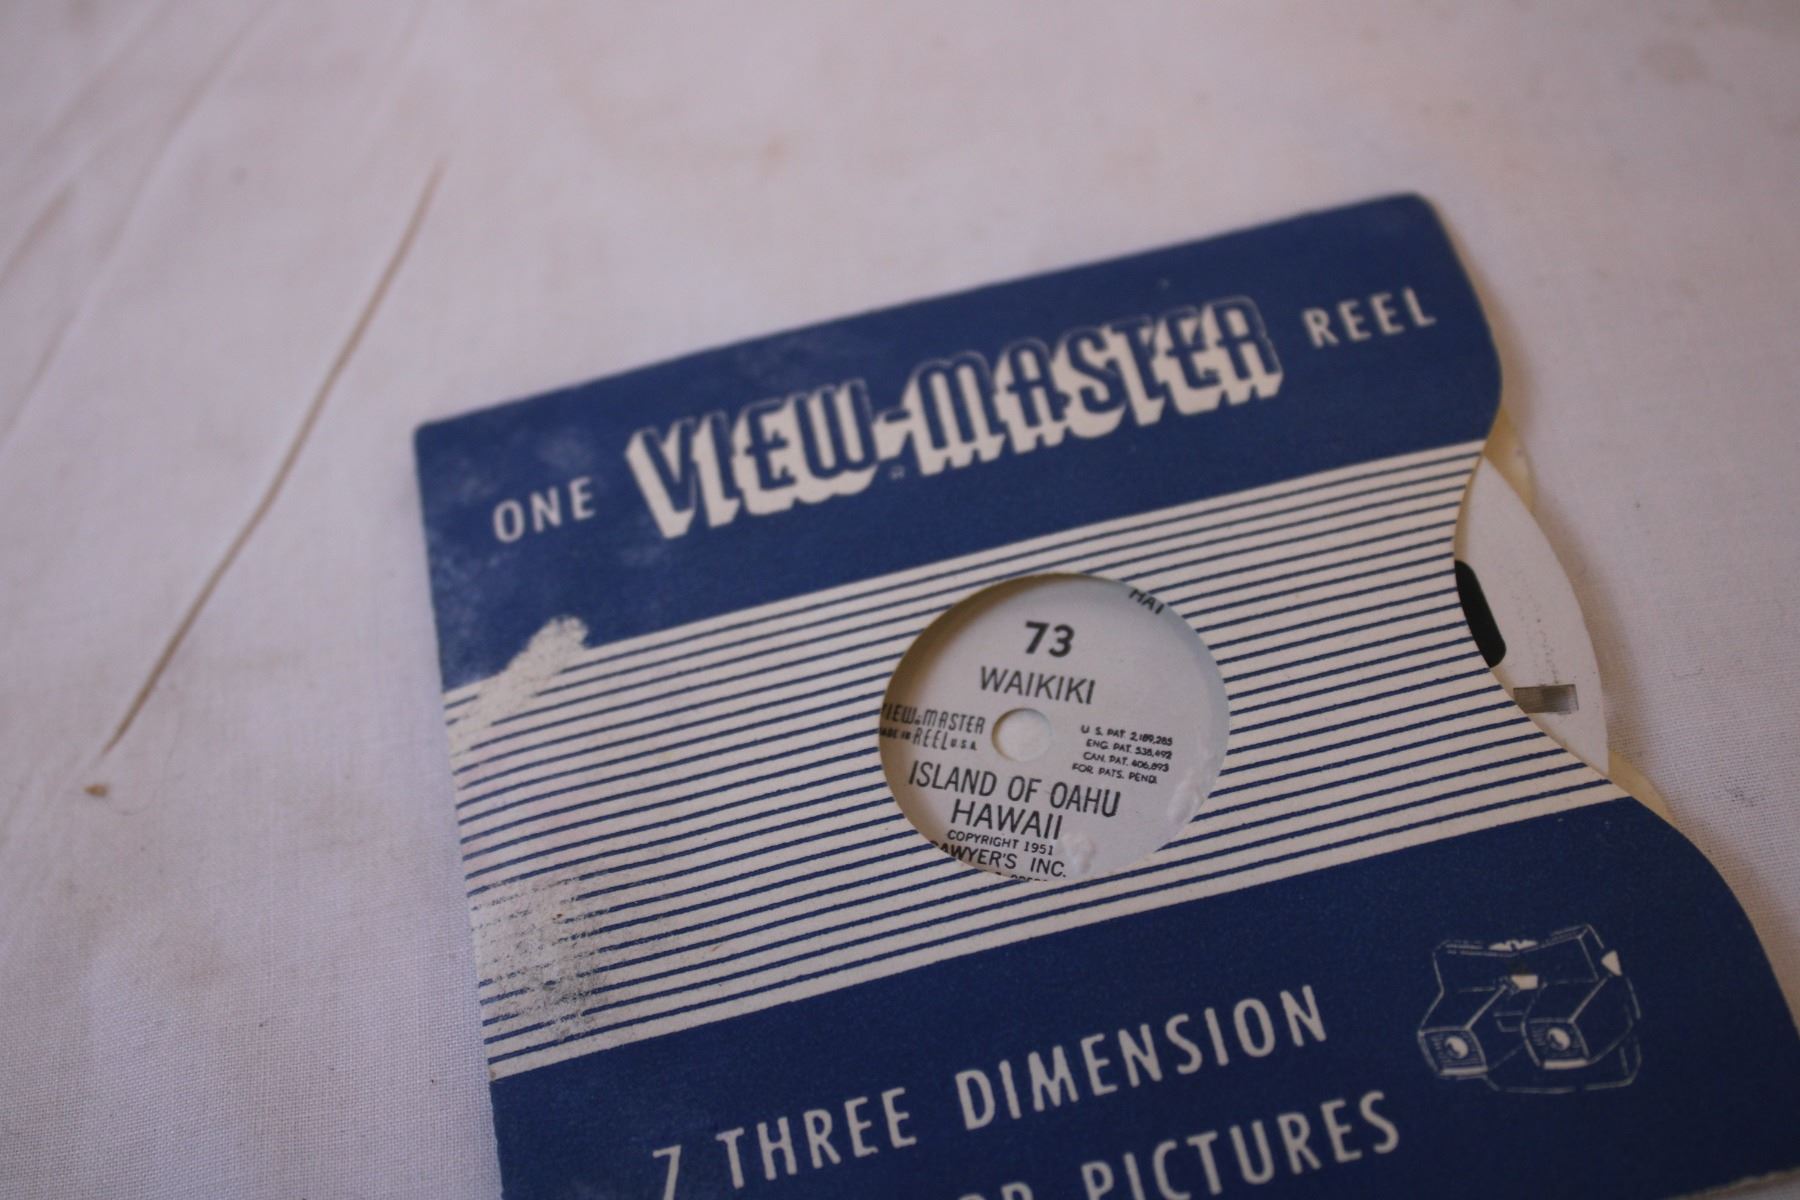 ONE VIEW-MASTER REEL
73
WAIKIKI
VIEW-MASTER
REEL U.S.A.
U.S. PAT. 2,189,285
ENG. PAT. 538,492
CAN. PAT. 406,893
FOR. PATS. PEND.
ISLAND OF OAHU
HAWAII
COPYRIGHT 1951
SAWYER'S INC.
7 THREE DIMENSION
PICTURES